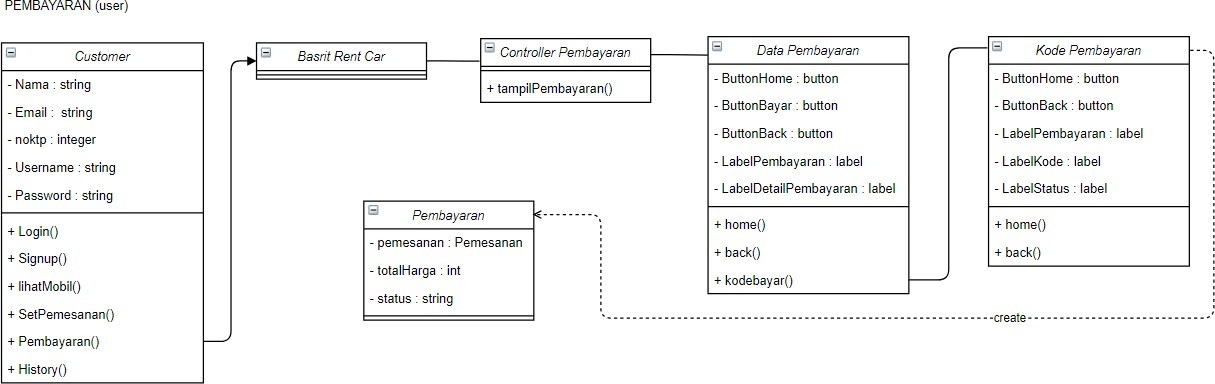 PEMBAYARAN (user)
Customer
- Nama : string
- Email :  string
- noktp : integer
- Username : string
- Password : string
+ Login()
+ Signup()
+ lihatMobil()
+ SetPemesanan()
+ Pembayaran()
+ History()
Basrit Rent Car
Controller Pembayaran
+ tampilPembayaran()
Data Pembayaran
- ButtonHome : button
- ButtonBayar : button
- ButtonBack : button
- LabelPembayaran : label
- LabelDetailPembayaran : label
+ home()
+ back()
+ kodebayar()
Kode Pembayaran
- ButtonHome : button
- ButtonBack : button
- LabelPembayaran : label
- LabelKode : label
- LabelStatus : label
+ home()
+ back()
Pembayaran
- pemesanan : Pemesanan
- totalHarga : int
- status : string
create